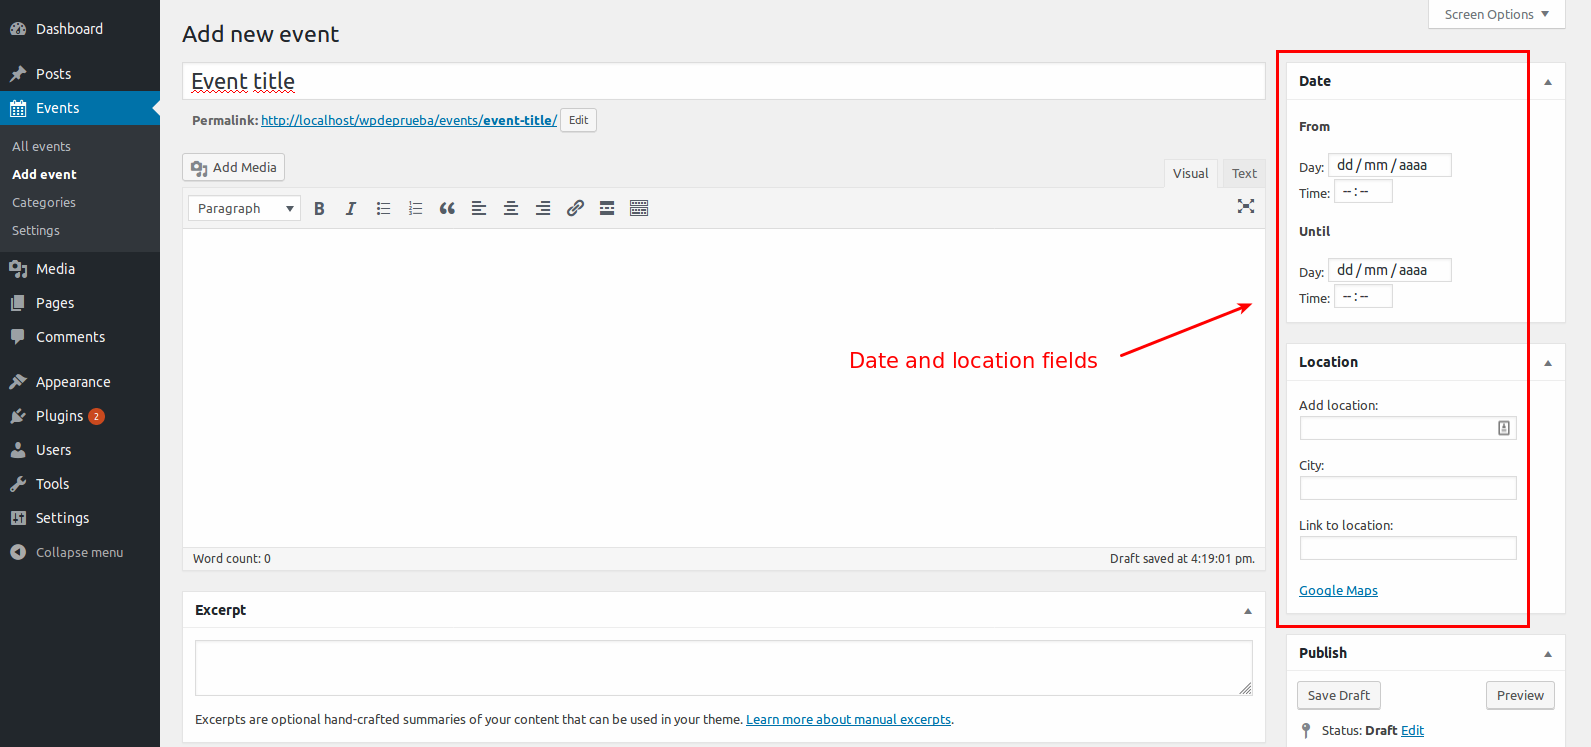 Dashboard
Posts
Events
All events
Add event
Categories
Settings
Media
Pages
Comments
Appearance
Plugins 2
Users
Tools
Settings
Collapse menu
Screen Options
Add new event
Event title
Permalink: http://localhost/wpdeprueba/events/event-title/ Edit
Add Media
Visual Text
Paragraph B I
Date and location fields
Word count: 0 Draft saved at 4:19:01 pm.
Excerpt
Excerpts are optional hand-crafted summaries of your content that can be used in your theme. Learn more about manual excerpts.
Date
From
Day: dd / mm / aaaa
Time: -- : --
Until
Day: dd / mm / aaaa
Time: -- : --
Location
Add location:
City:
Link to location:
Google Maps
Publish
Save Draft Preview
Status: Draft Edit